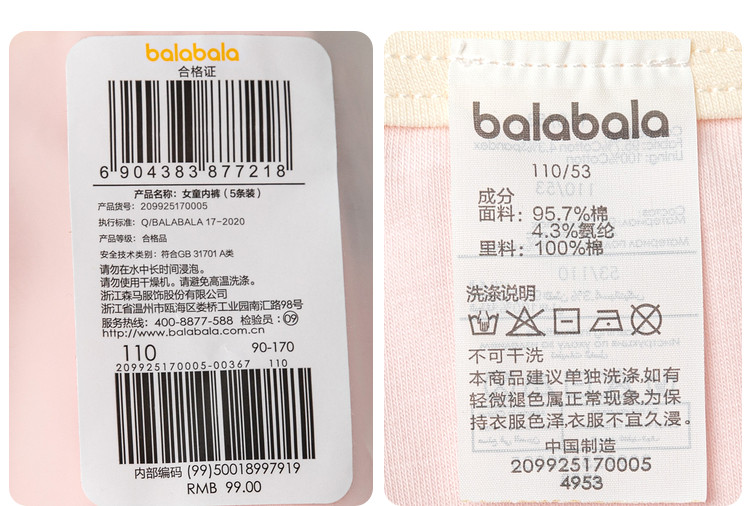 balabala
合格证
6 904383 877218
产品名称: 女童内裤 (5条装)
产品货号: 209925170005
执行标准: Q/BALABALA 17-2020
产品等级: 合格品
安全技术类别: 符合GB 31701 A类
请勿在水中长时间浸泡。
请勿使用干燥机。请避免高温洗涤。
浙江森马服饰股份有限公司
浙江省温州市瓯海区娄桥工业园南汇路98号
服务热线: 400-8877-588 检验员: 09
http://www.balabala.com.cn
110 90-170
209925170005-00367 110
内部编码 (99)50018997919
RMB 99.00
balabala
110/53
成分
面料: 95.7%棉
4.3%氨纶
里料: 100%棉
洗涤说明
不可干洗
本商品建议单独洗涤,如有
轻微褪色属正常现象,为保
持衣服色泽,衣服不宜久浸。
中国制造
209925170005
4953